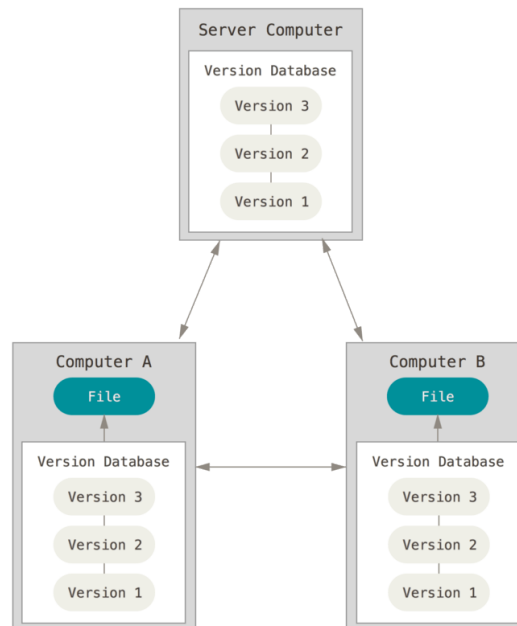 Server Computer
Version Database
Version 3
Version 2
Version 1
Computer A
File
Version Database
Version 3
Version 2
Version 1
Computer B
File
Version Database
Version 3
Version 2
Version 1